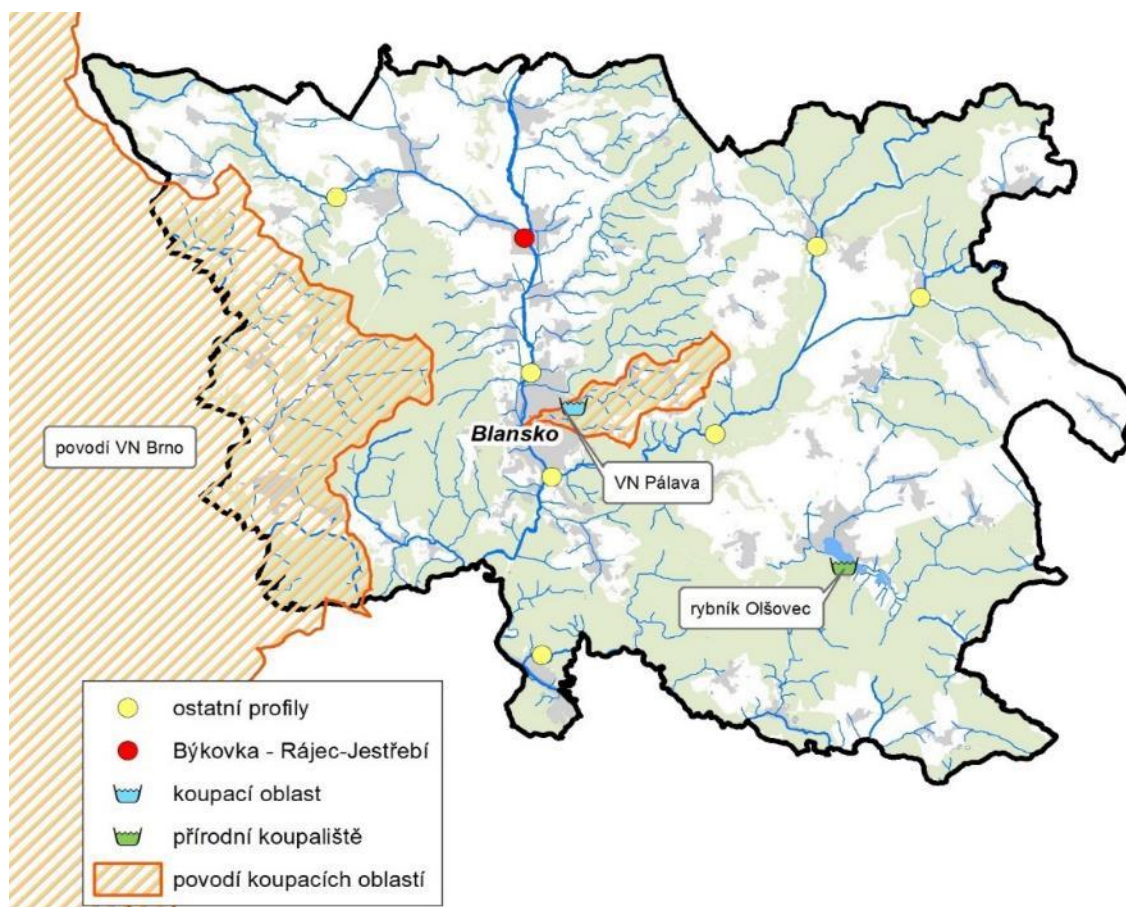 Blansko
povodí VN Brno
VN Pálava
rybník Olšovec
ostatní profily
Býkovka - Rájec-Jestřebí
koupací oblast
přírodní koupaliště
povodí koupacích oblastí